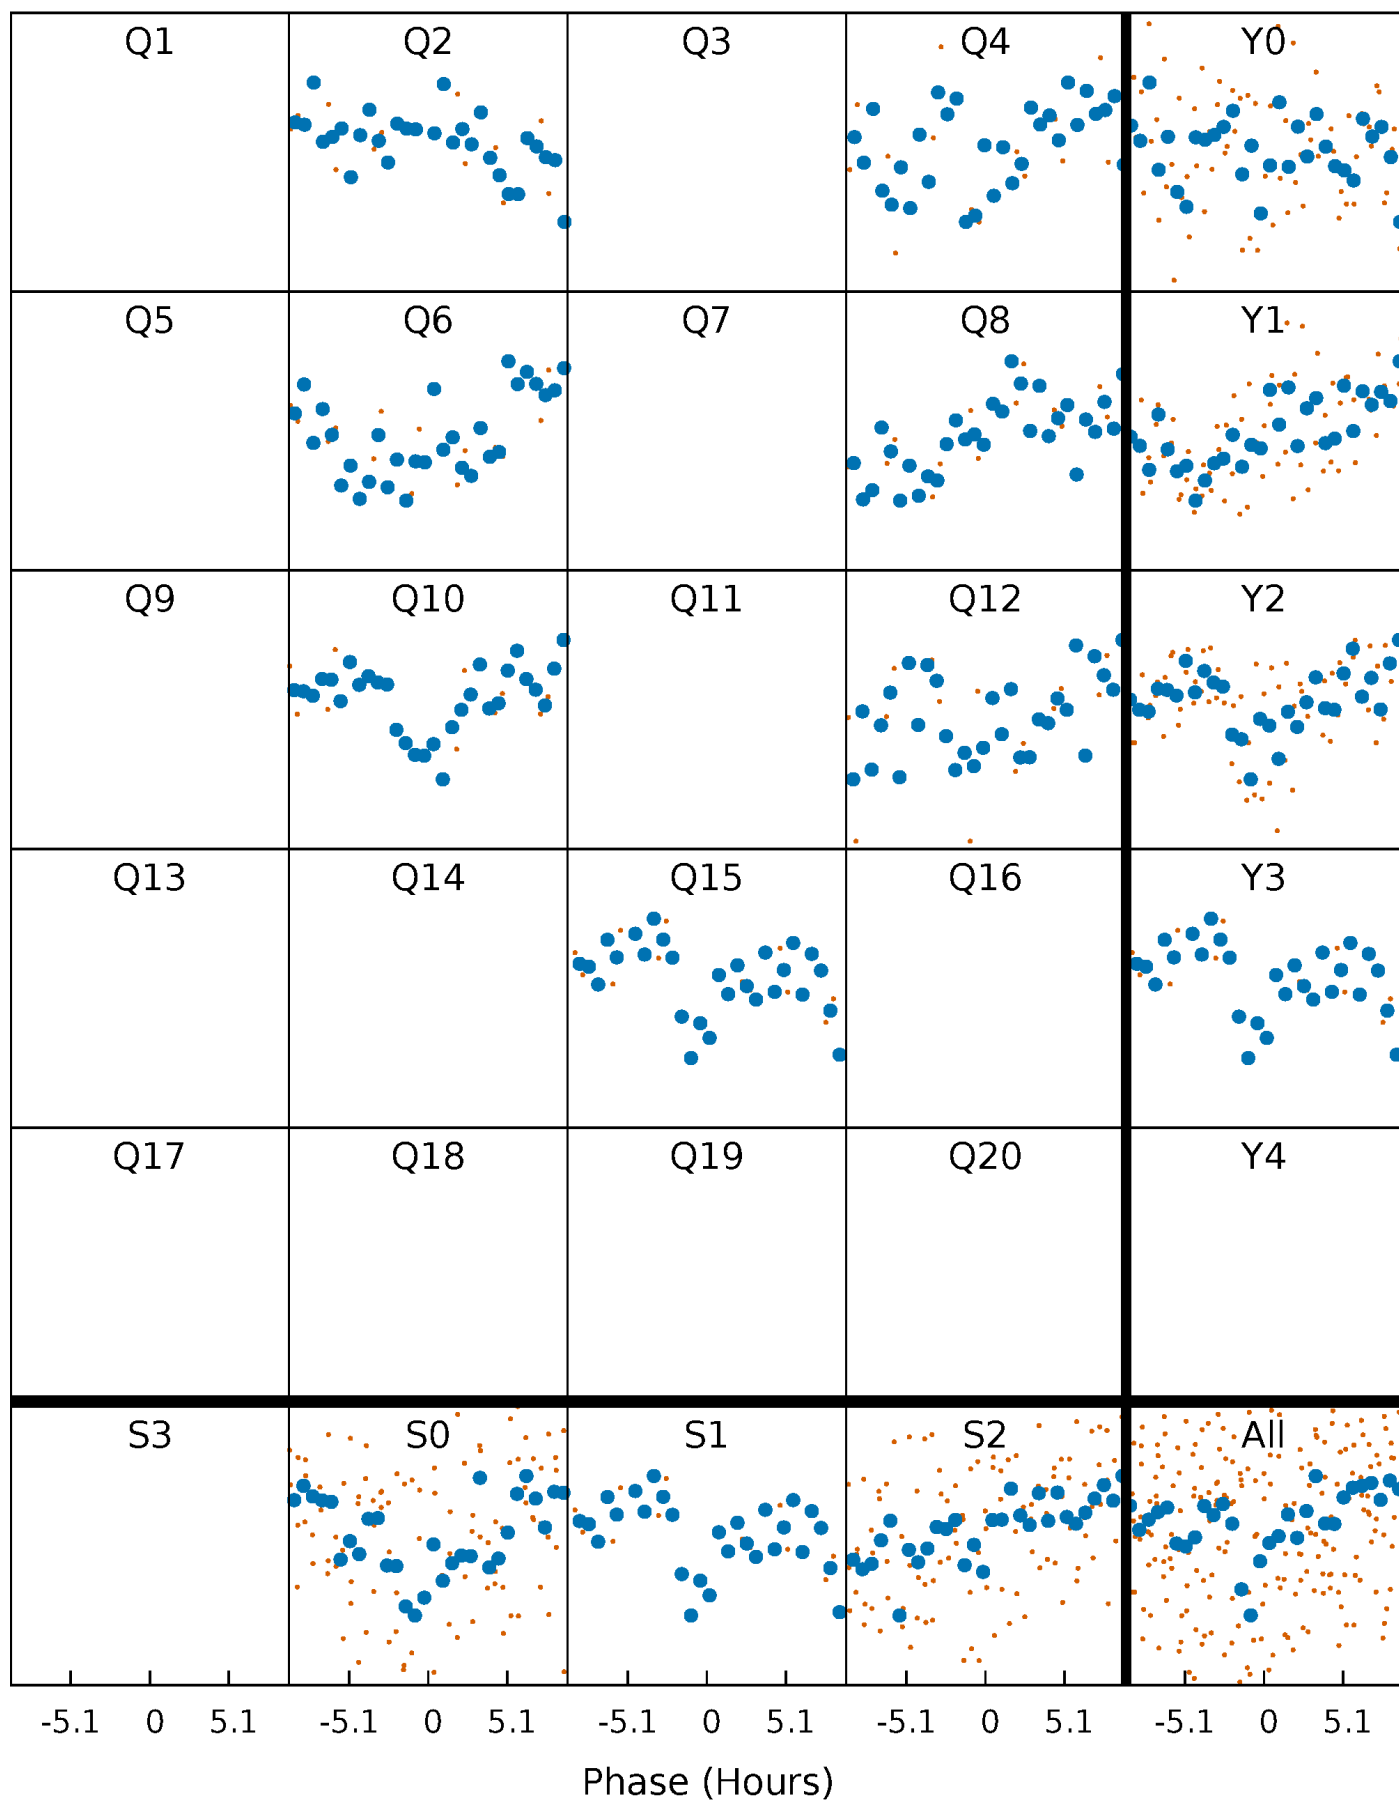 Q1 Q2 Q3 Q4 Y0
Q5 Q6 Q7 Q8 Y1
Q9 Q10 Q11 Q12 Y2
Q13 Q14 Q15 Q16 Y3
Q17 Q18 Q19 Q20 Y4
S3 S0 S1 S2 All
-5.1 0 5.1 -5.1 0 5.1 -5.1 0 5.1 -5.1 0 5.1 -5.1 0 5.1
Phase (Hours)